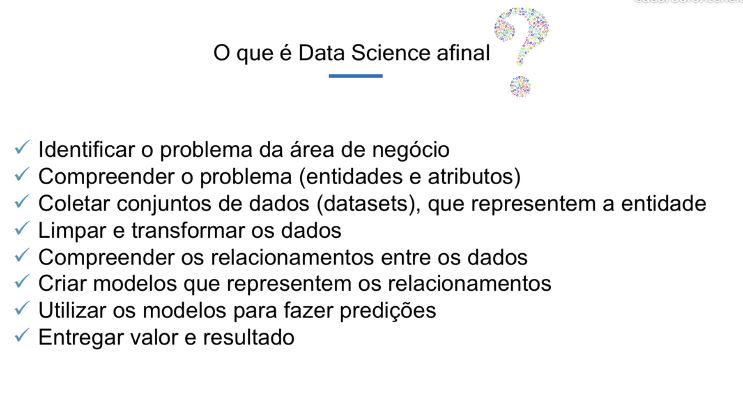 O que é Data Science afinal ?
✓ Identificar o problema da área de negócio
✓ Compreender o problema (entidades e atributos)
✓ Coletar conjuntos de dados (datasets), que representem a entidade
✓ Limpar e transformar os dados
✓ Compreender os relacionamentos entre os dados
✓ Criar modelos que representem os relacionamentos
✓ Utilizar os modelos para fazer predições
✓ Entregar valor e resultado